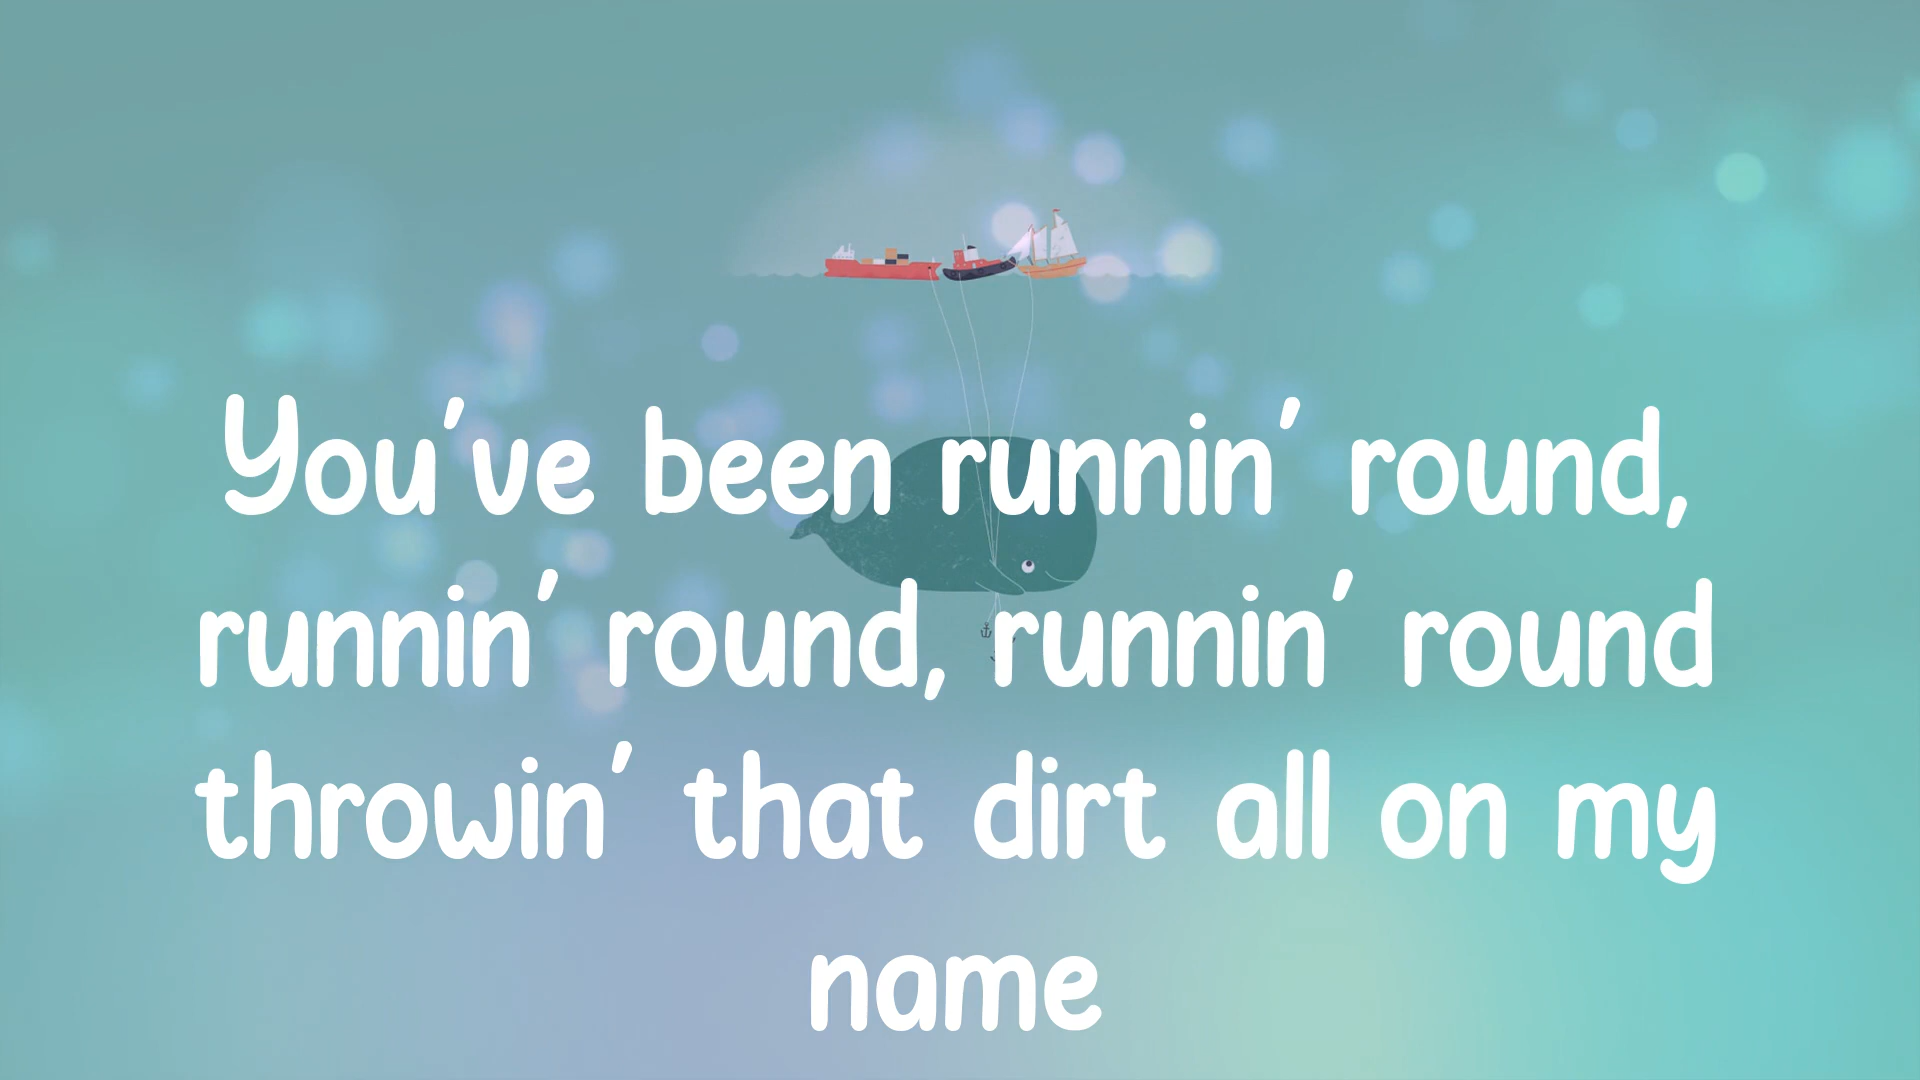 You've been runnin' round,
runnin' round, runnin' round
throwin' that dirt all on my
name